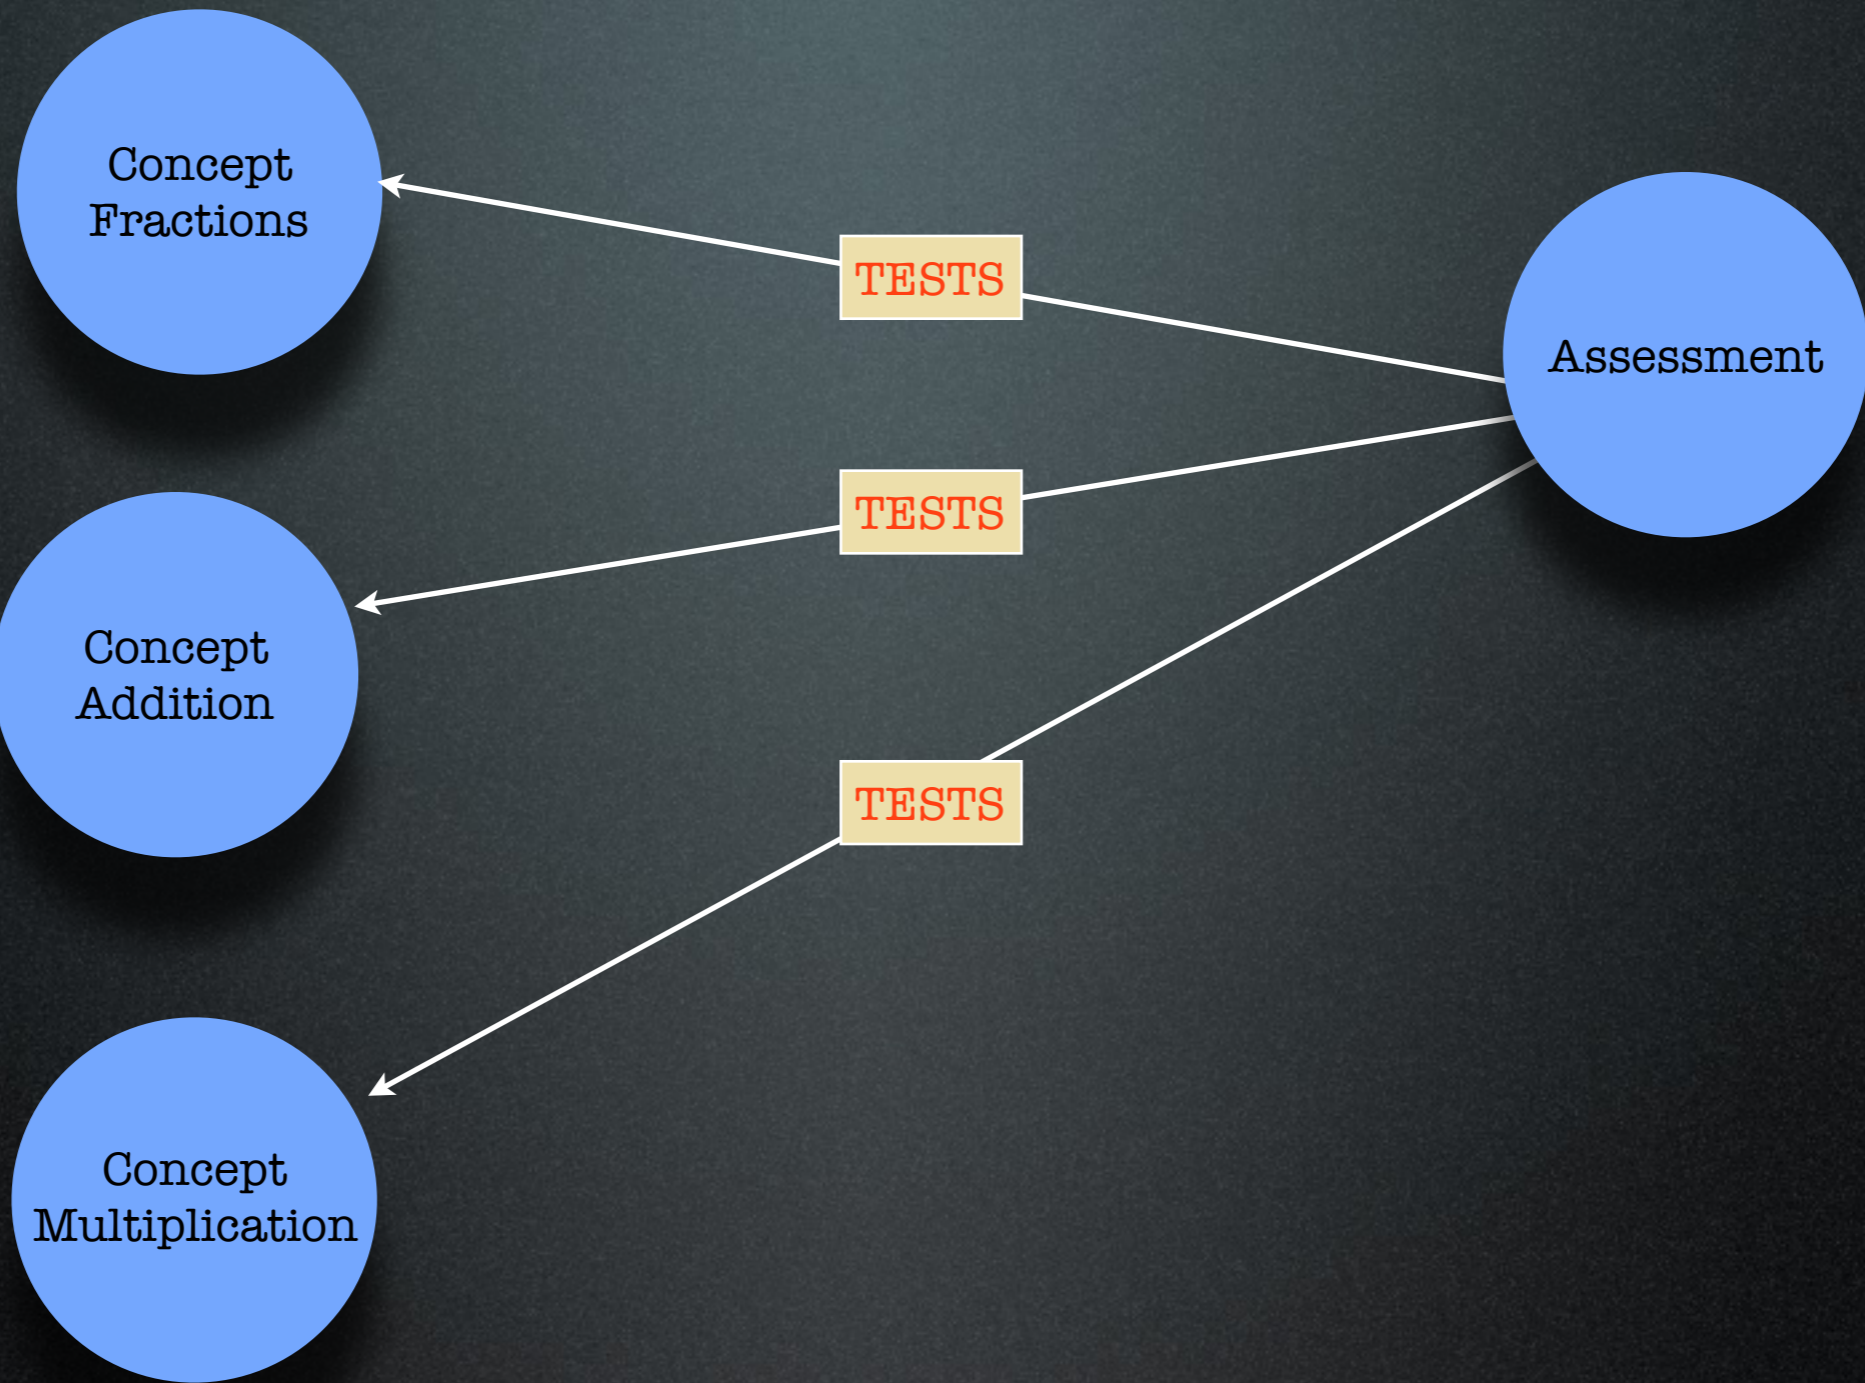 Concept
Fractions
TESTS
Assessment
TESTS
Concept
Addition
TESTS
Concept
Multiplication